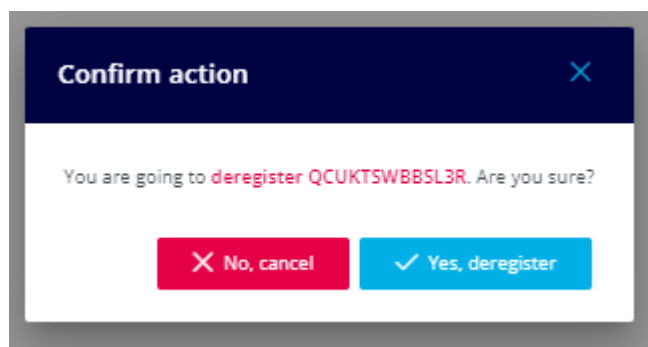 Confirm action
You are going to deregister QCUKTSWBBSL3R. Are you sure?
No, cancel
Yes, deregister